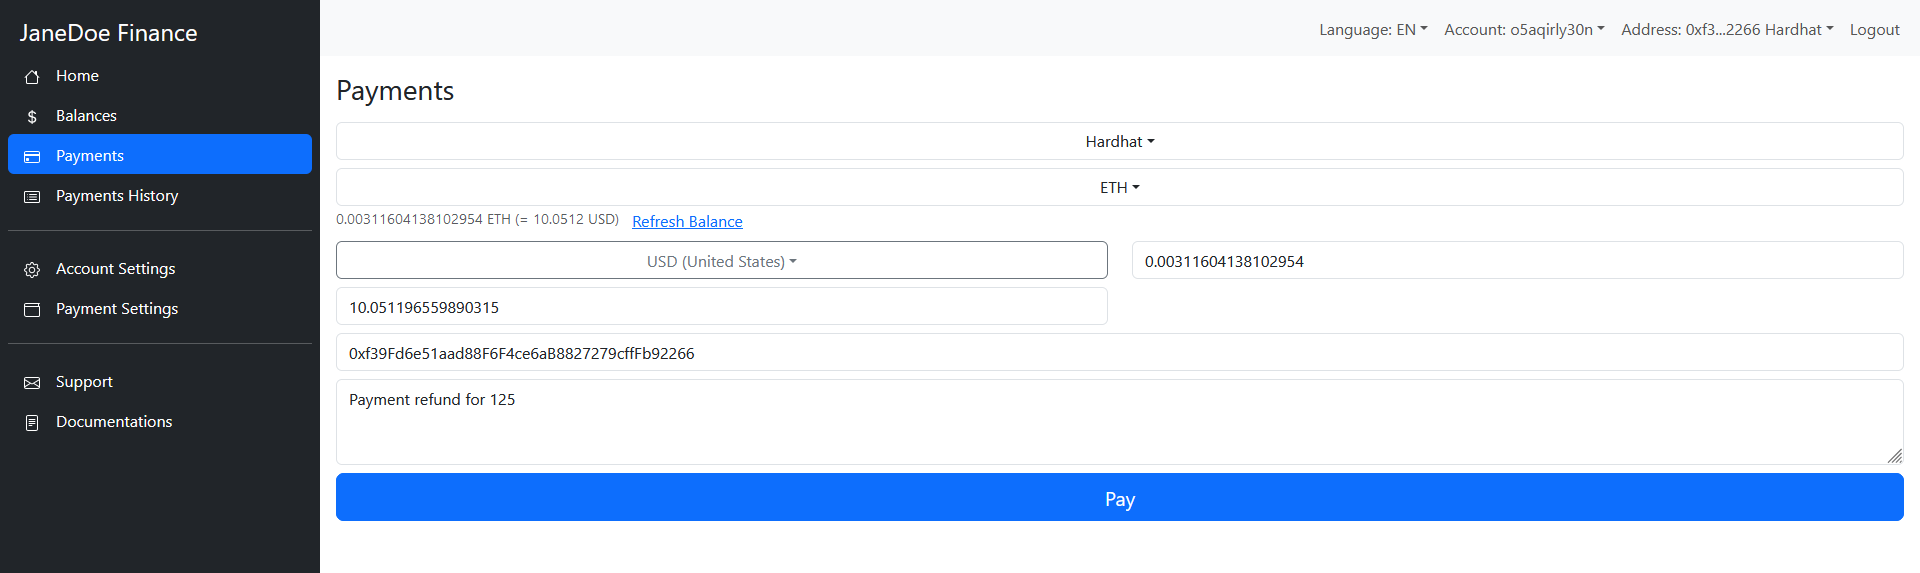 JaneDoe Finance
Language: EN Account: o5aqirly30n Address: 0xf3...2266 Hardhat Logout
Home
Balances
Payments
Payments History
Account Settings
Payment Settings
Support
Documentations
Payments
Hardhat
ETH
0.00311604138102954 ETH (= 10.0512 USD) Refresh Balance
USD (United States) 0.00311604138102954
10.051196559890315
0xf39Fd6e51aad88F6F4ce6aB8827279cffFb92266
Payment refund for 125
Pay